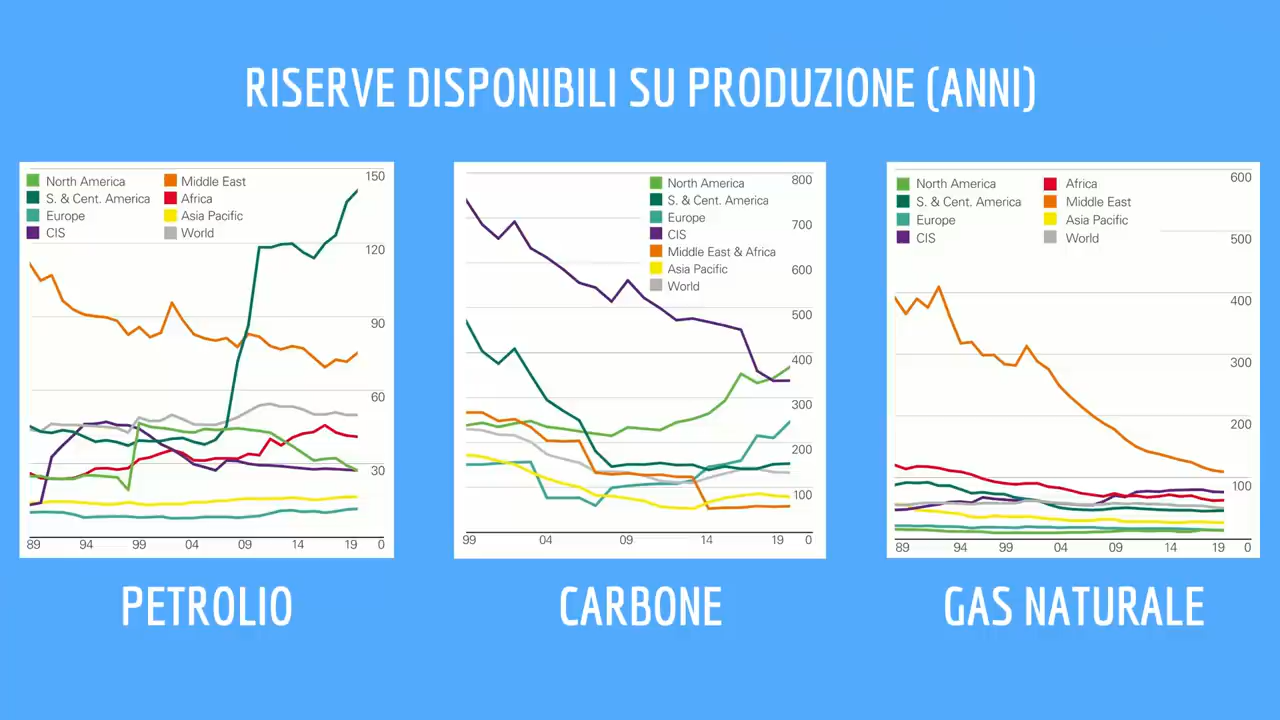 RISERVE DISPONIBILI SU PRODUZIONE (ANNI)
North America
S. & Cent. America
Europe
CIS
Middle East
Africa
Asia Pacific
World
150
120
90
60
30
0
89 94 99 04 09 14 19
PETROLIO
North America
S. & Cent. America
Europe
CIS
Middle East & Africa
Asia Pacific
World
800
700
600
500
400
300
200
100
0
99 04 09 14 19
CARBONE
North America
S. & Cent. America
Europe
CIS
Africa
Middle East
Asia Pacific
World
600
500
400
300
200
100
0
89 94 99 04 09 14 19
GAS NATURALE